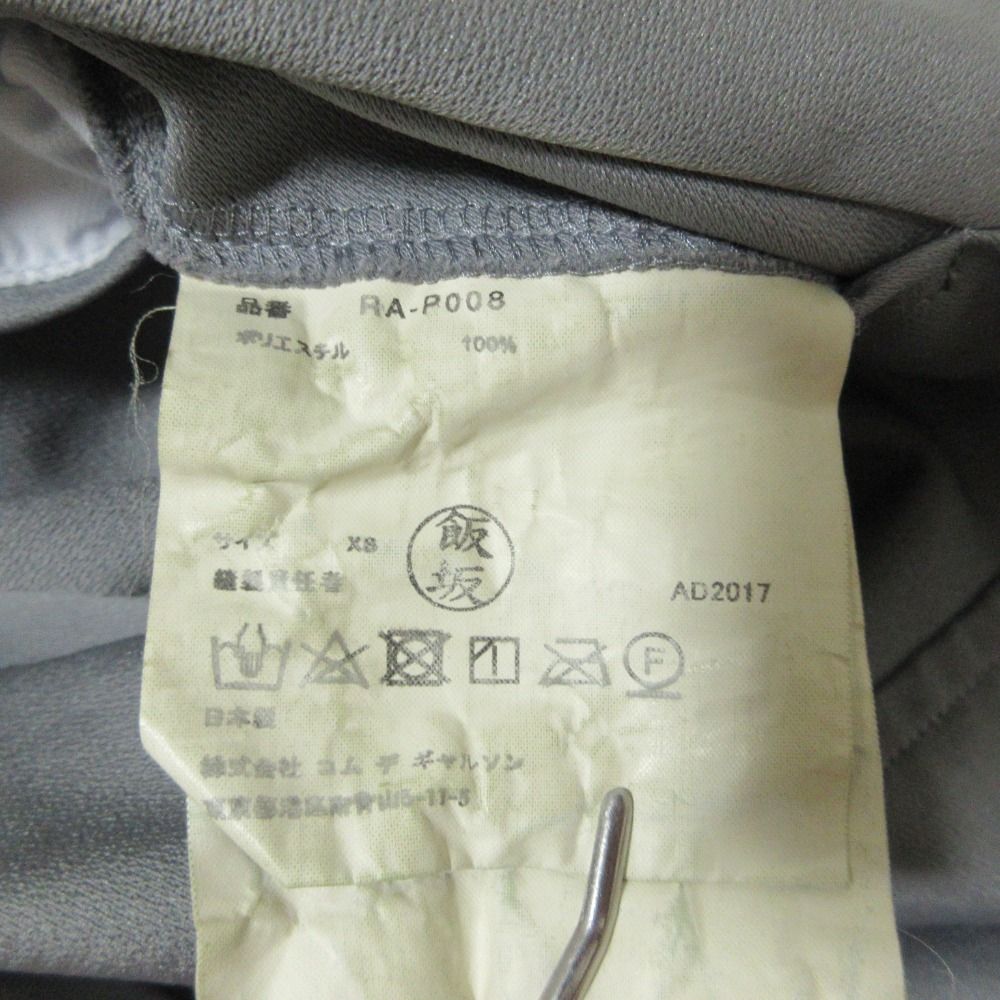 品番 RA-P008
ポリエステル 100%
サイズ XS
縫製責任者 飯坂 AD2017
F
日本製
株式会社 コム デ ギャルソン
東京都港区南青山5-11-5